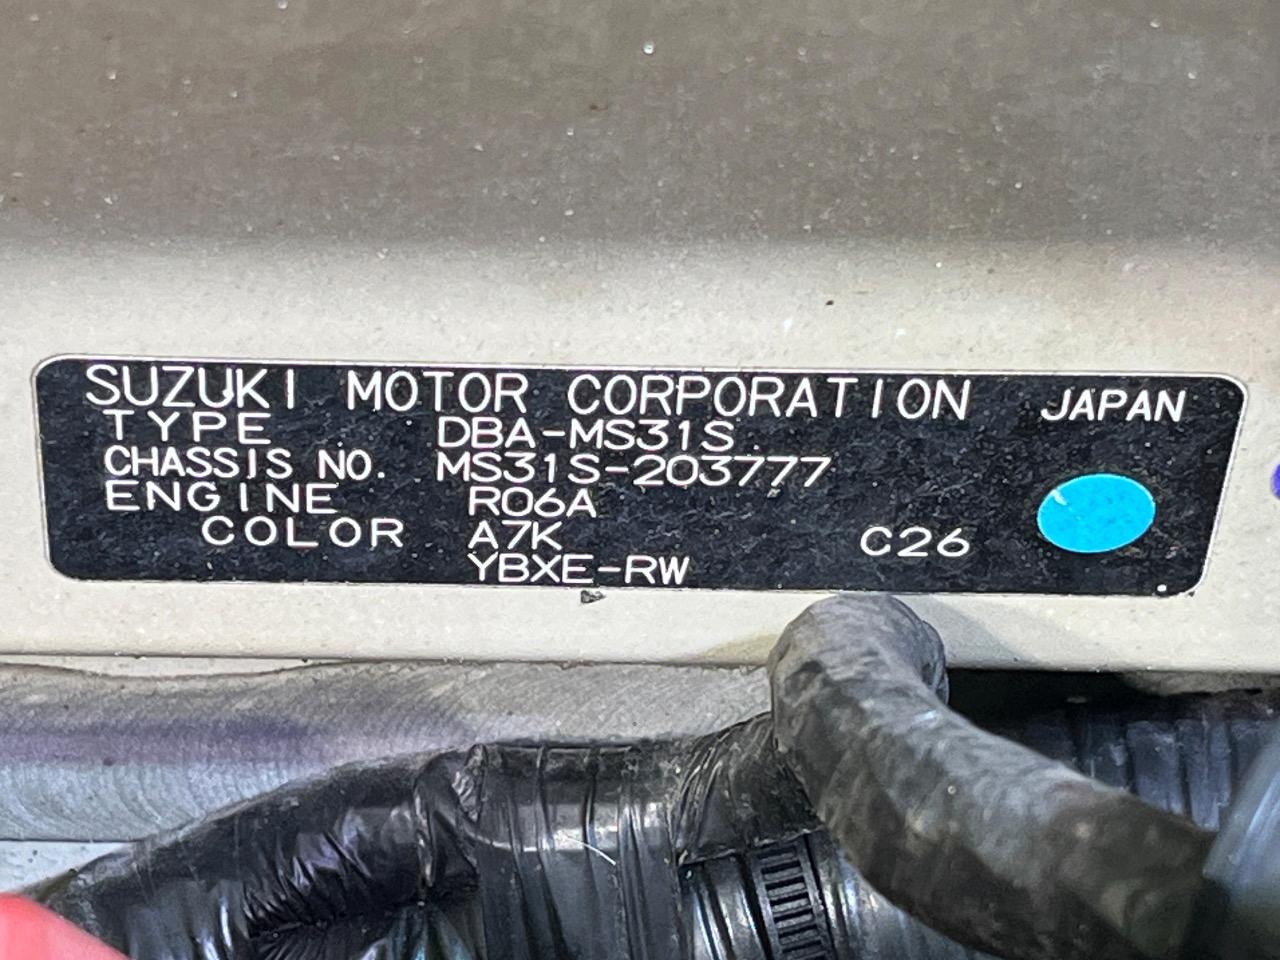 SUZUKI MOTOR CORPORATION JAPAN
TYPE DBA-MS31S
CHASSIS NO. MS31S-203777
ENGINE R06A
COLOR A7K C26
YBXE-RW